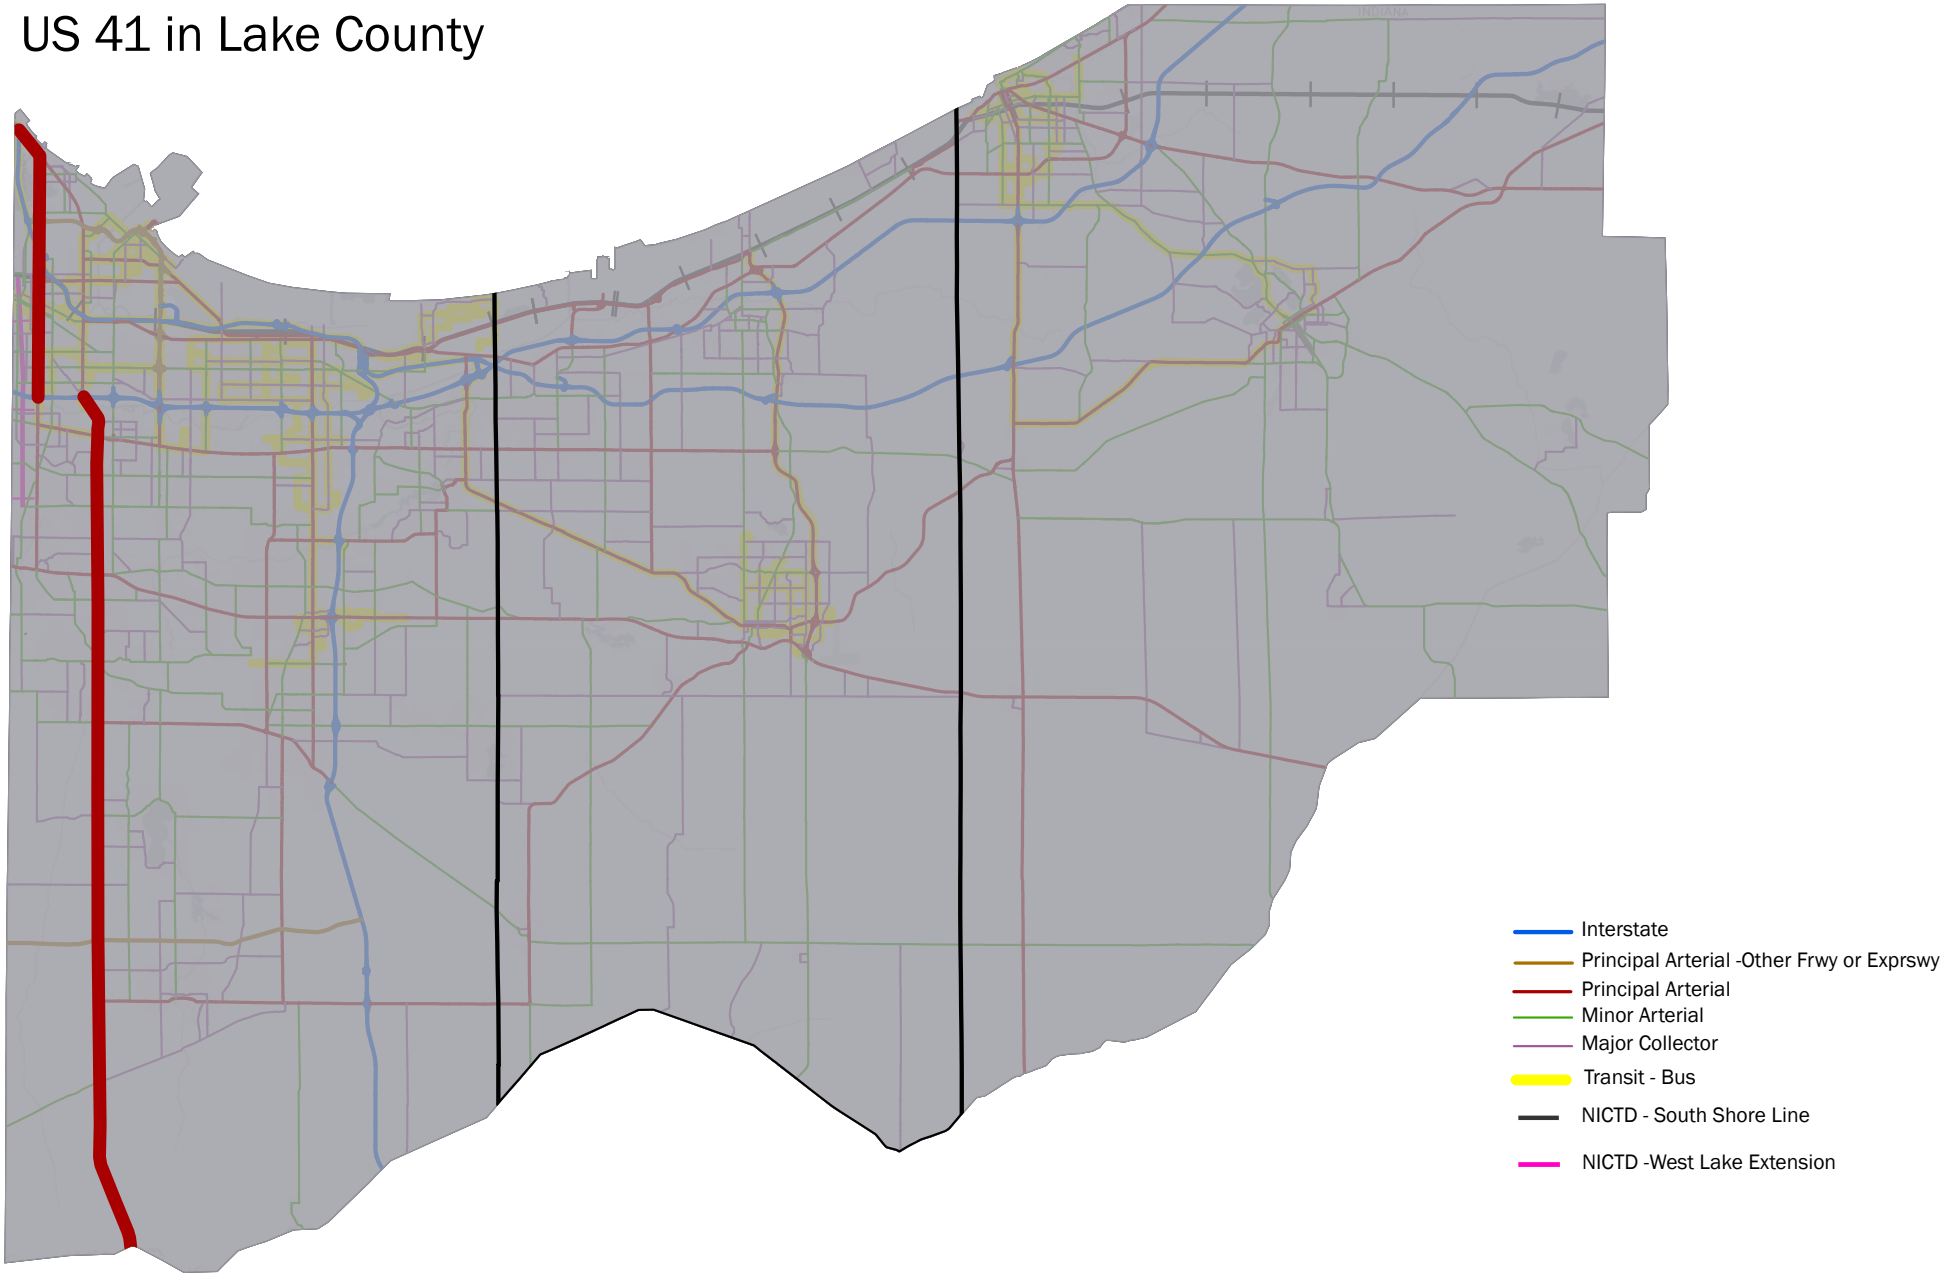 US 41 in Lake County
INDIANA
Interstate
Principal Arterial -Other Frwy or Exprswy
Principal Arterial
Minor Arterial
Major Collector
Transit - Bus
NICTD - South Shore Line
NICTD -West Lake Extension